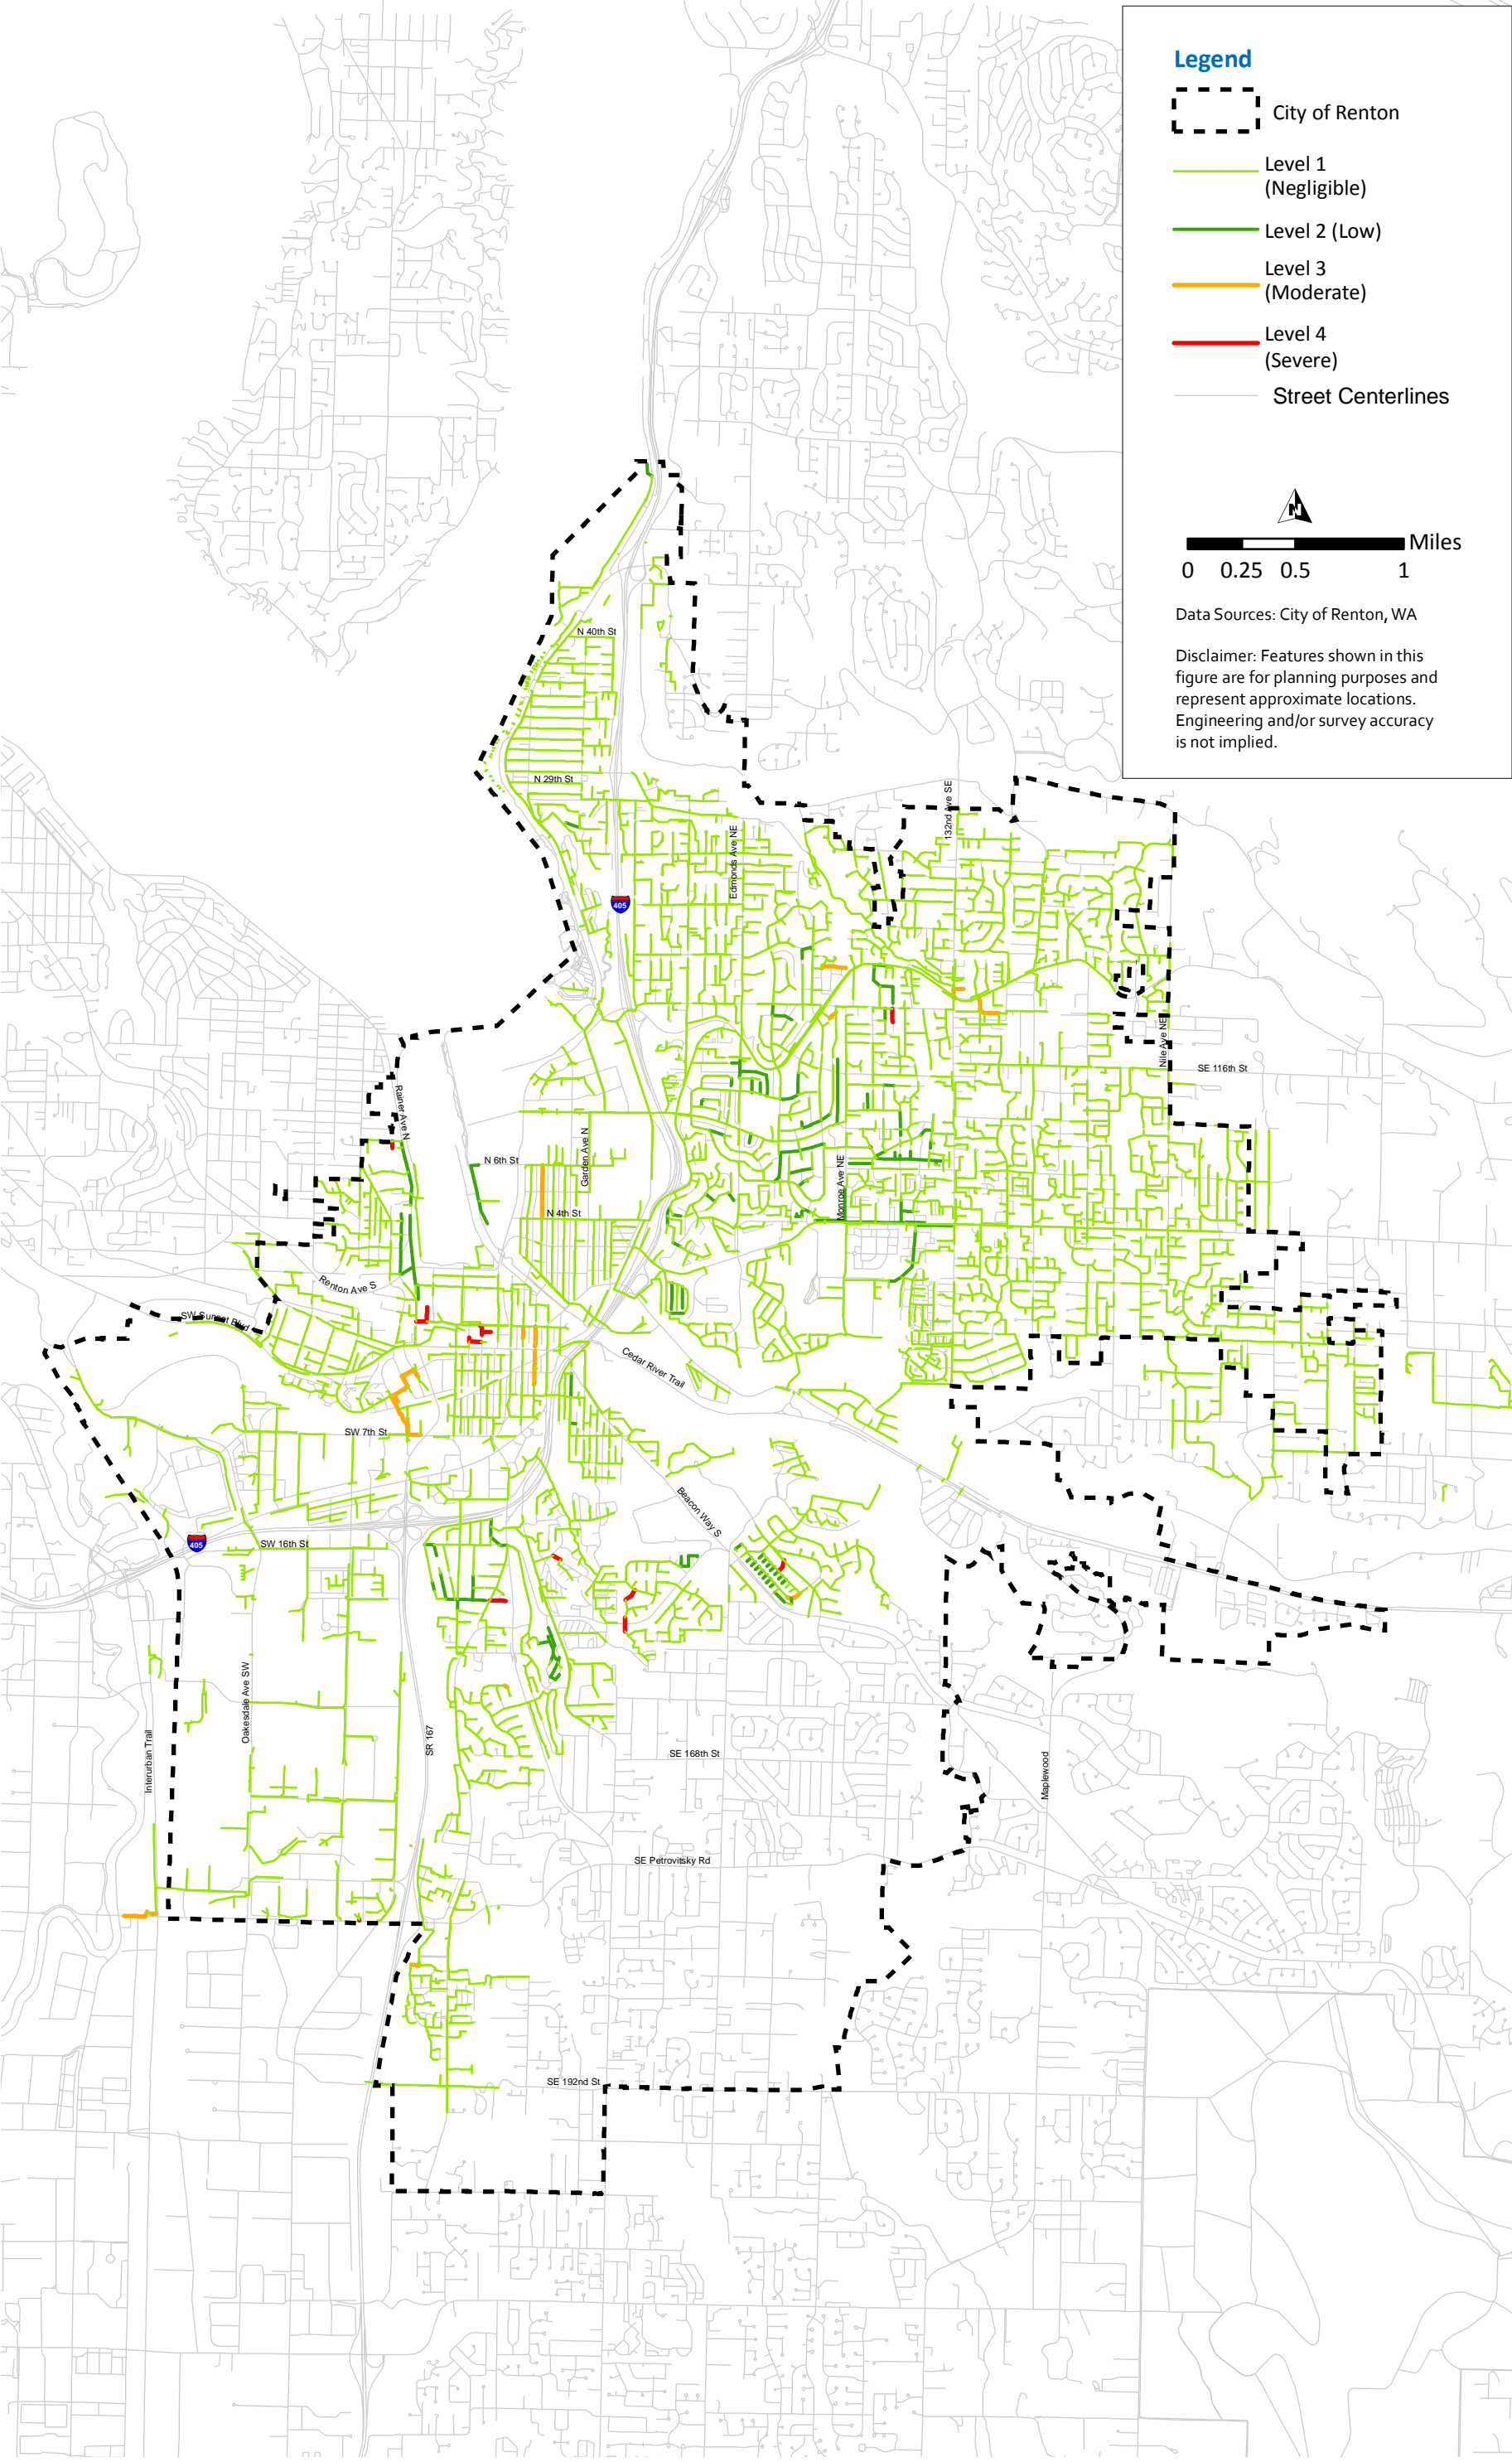 Legend
City of Renton
Level 1
(Negligible)
Level 2 (Low)
Level 3
(Moderate)
Level 4
(Severe)
Street Centerlines
N
Miles
0 0.25 0.5 1
Data Sources: City of Renton, WA
Disclaimer: Features shown in this
figure are for planning purposes and
represent approximate locations.
Engineering and/or survey accuracy
is not implied.
N 40th St
N 29th St
132nd Ave SE
Edmonds Ave NE
405
Nile Ave NE
SE 116th St
Rainer Ave N
Garden Ave N
N 6th St
Monroe Ave NE
N 4th St
Renton Ave S
SW Sunset Blvd
Cedar River Trail
SW 7th St
Beacon Way S
405
SW 16th St
Oakesdale Ave SW
Interurban Trail
SR 167
SE 168th St
Maplewood
SE Petrovitsky Rd
SE 192nd St